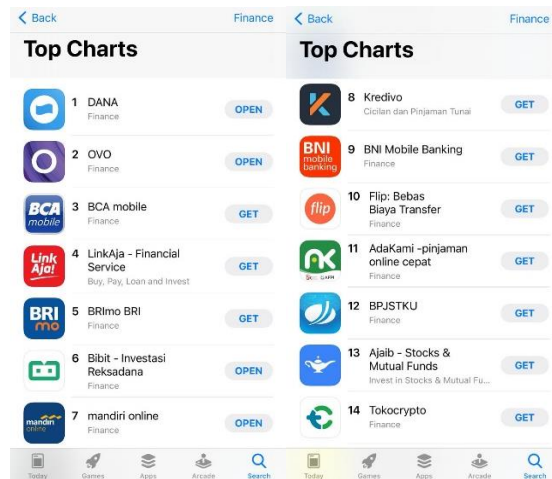 Back
Finance
Top Charts
1 DANA
Finance
OPEN
2 OVO
Finance
OPEN
BCA
mobile
3 BCA mobile
Finance
GET
Link
Aja!
4 LinkAja - Financial
Service
Buy, Pay, Loan and Invest
GET
BRI
mo
5 BRImo BRI
Finance
GET
6 Bibit - Investasi
Reksadana
Finance
OPEN
mandiri
online
7 mandiri online
Finance
OPEN
Today
Games
Apps
Arcade
Search
Back
Finance
Top Charts
8 Kredivo
Cicilan dan Pinjaman Tunai
GET
BNI
mobile
banking
9 BNI Mobile Banking
Finance
GET
flip
10 Flip: Bebas
Biaya Transfer
Finance
GET
11 AdaKami -pinjaman
online cepat
Finance
GET
12 BPJSTKU
Finance
GET
13 Ajaib - Stocks &
Mutual Funds
Invest in Stocks & Mutual Fu...
GET
14 Tokocrypto
Finance
GET
Today
Games
Apps
Arcade
Search